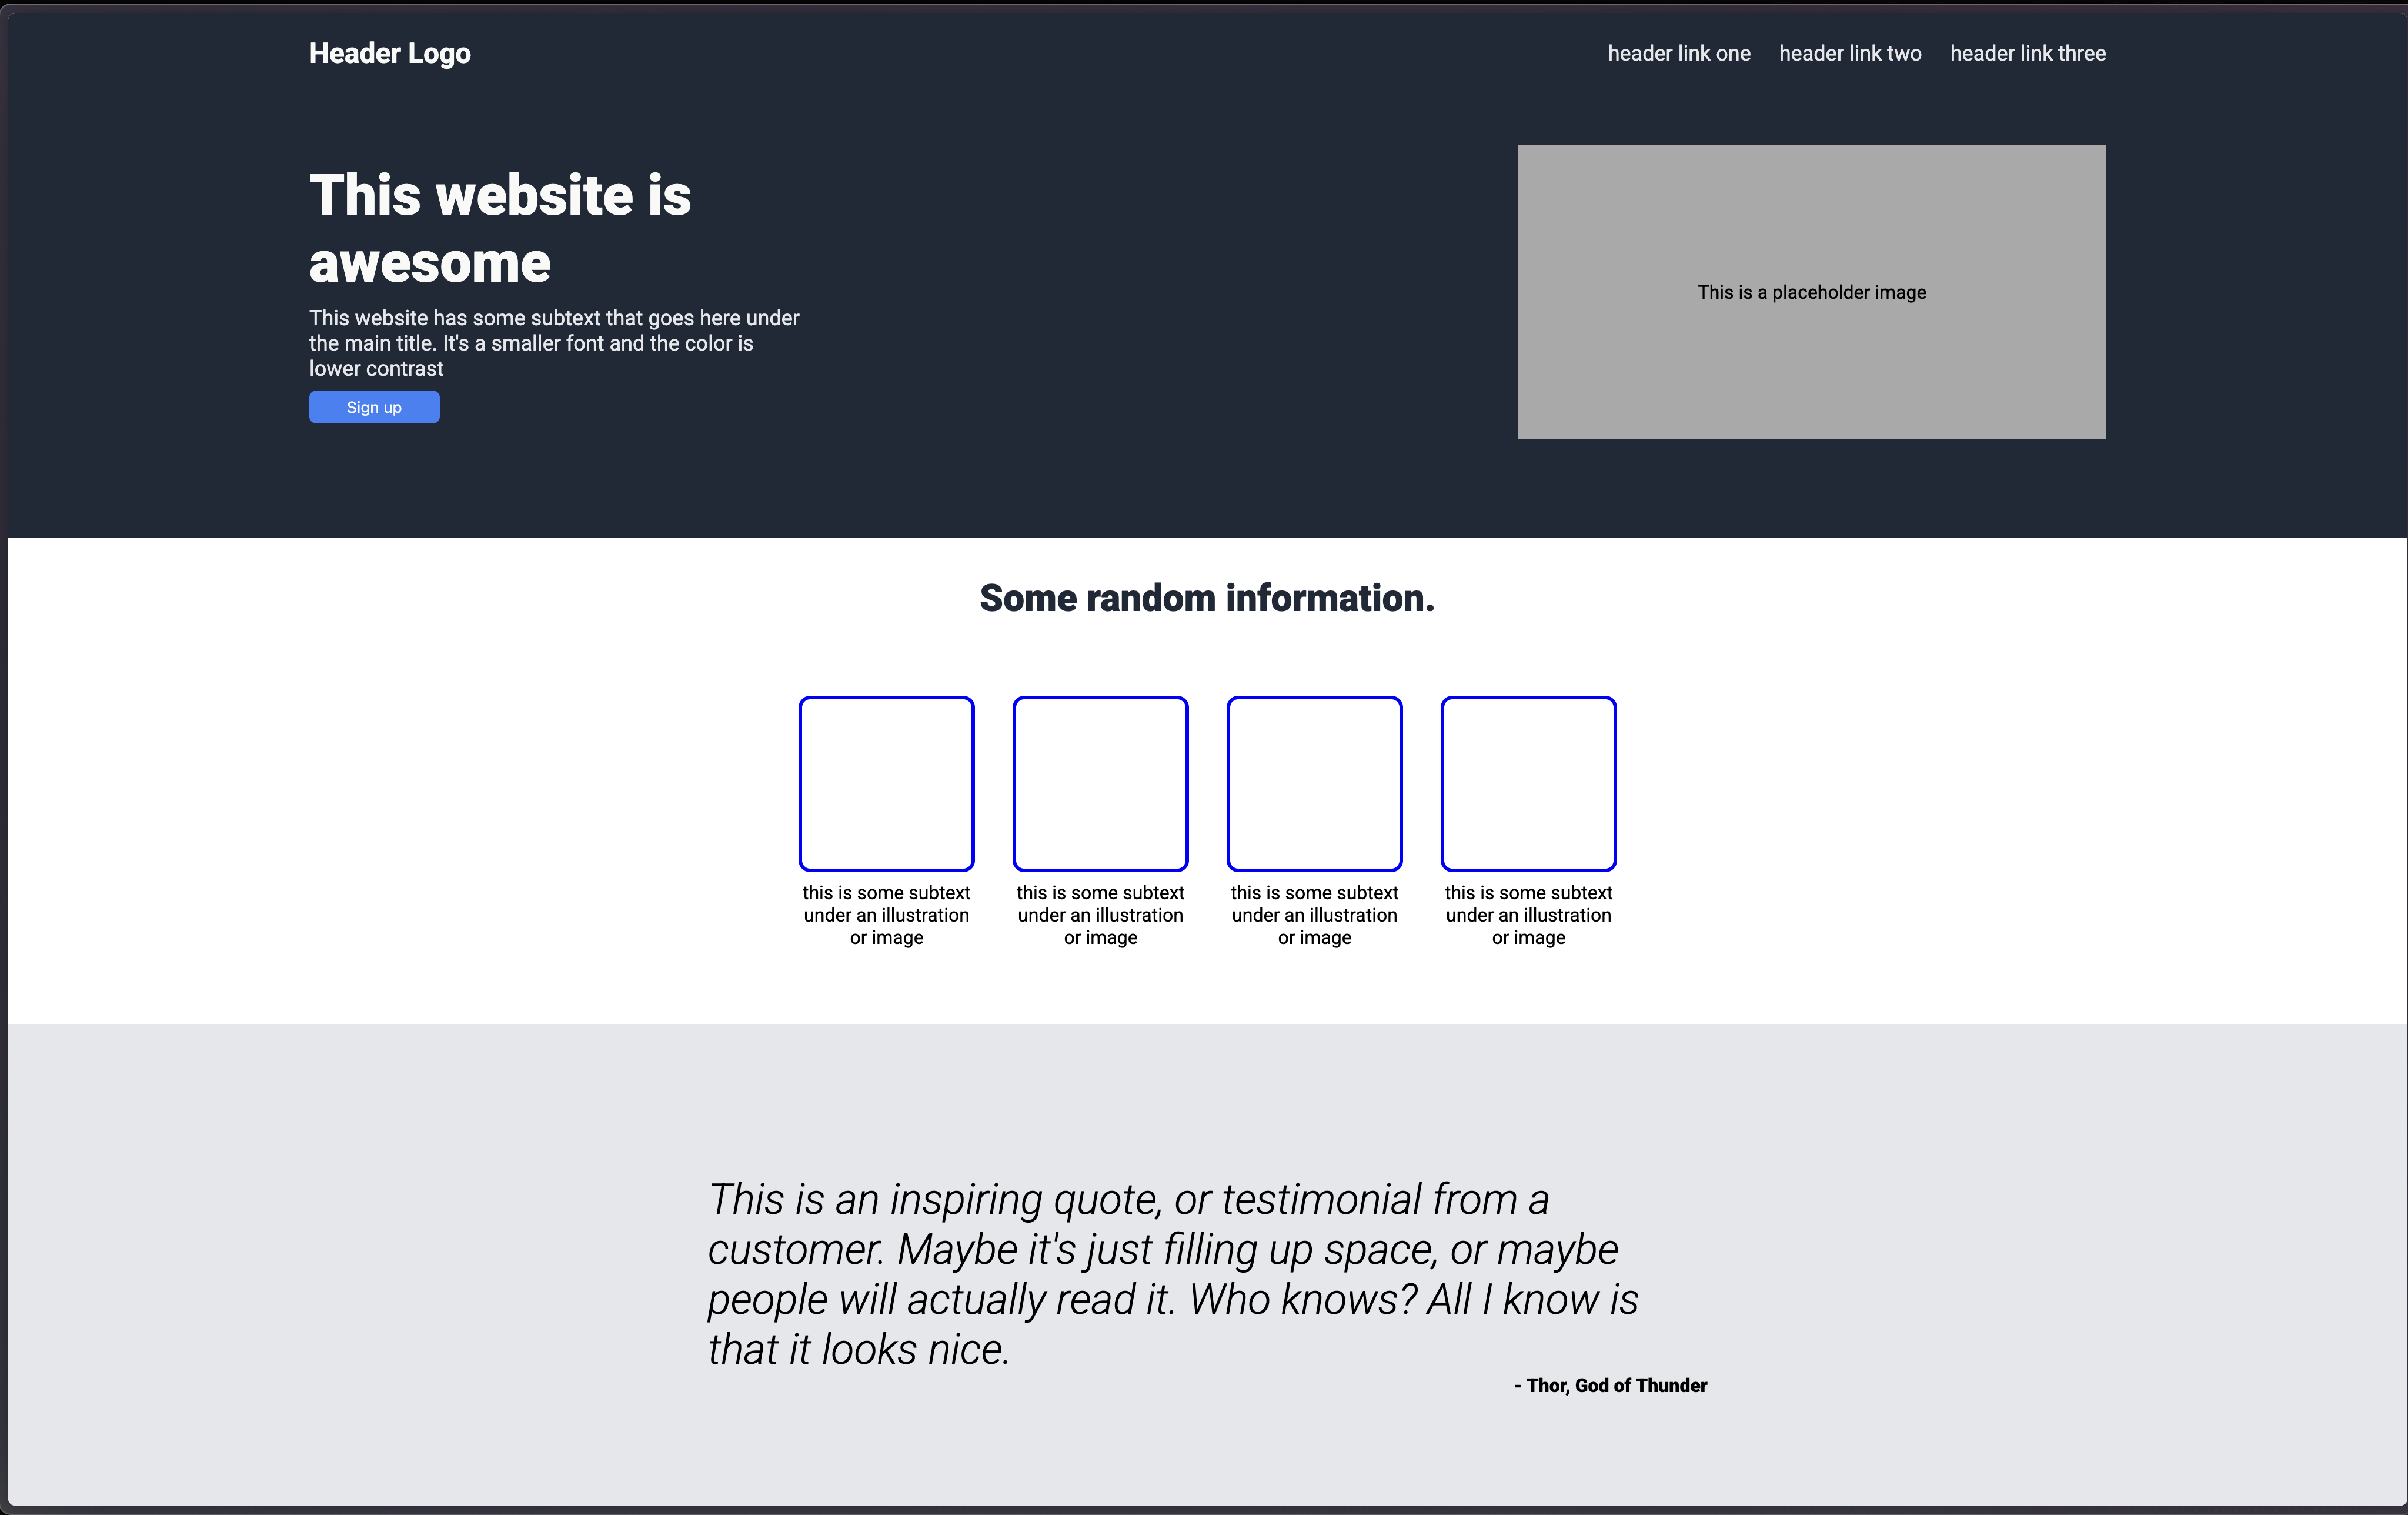 Header Logo
header link one header link two header link three
This website is
awesome
This website has some subtext that goes here under
the main title. It's a smaller font and the color is
lower contrast
Sign up
This is a placeholder image
Some random information.
this is some subtext
under an illustration
or image
this is some subtext
under an illustration
or image
this is some subtext
under an illustration
or image
this is some subtext
under an illustration
or image
This is an inspiring quote, or testimonial from a
customer. Maybe it's just filling up space, or maybe
people will actually read it. Who knows? All I know is
that it looks nice.
- Thor, God of Thunder